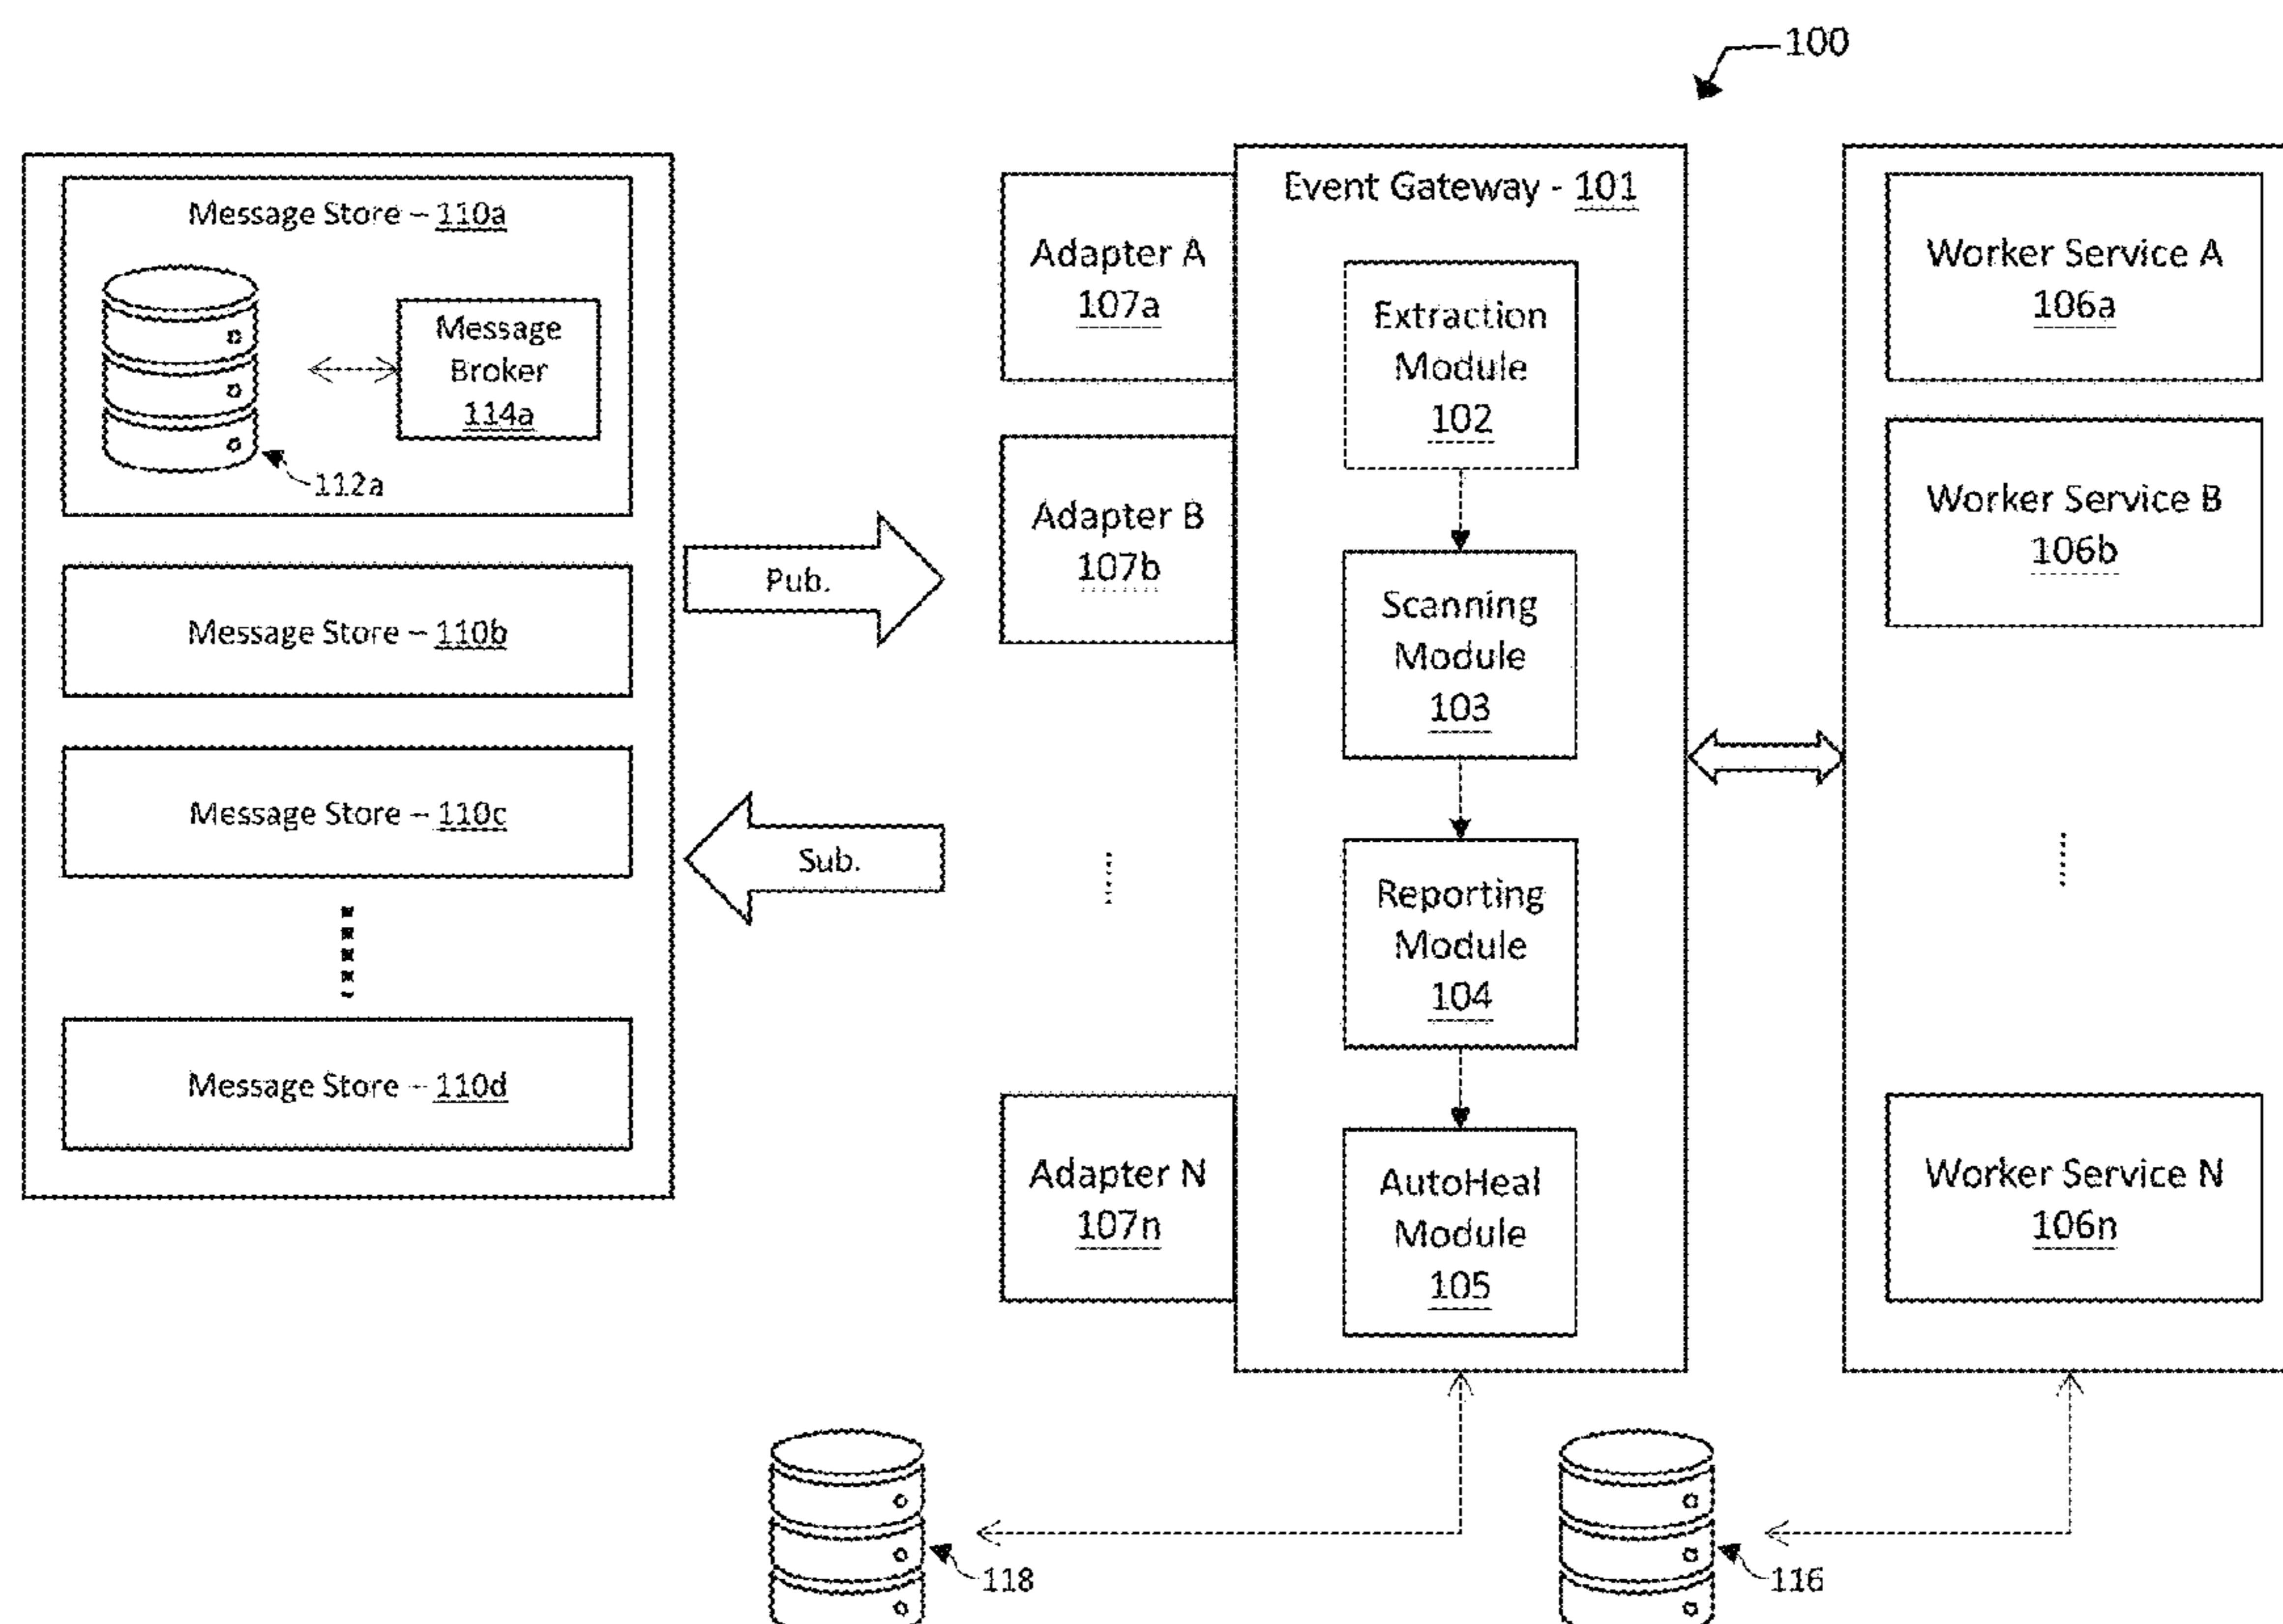 100
Message Store – 110a
Message
Broker
114a
112a
Message Store – 110b
Message Store – 110c
Message Store – 110d
Pub.
Sub.
Adapter A
107a
Adapter B
107b
Adapter N
107n
Event Gateway - 101
Extraction
Module
102
Scanning
Module
103
Reporting
Module
104
AutoHeal
Module
105
Worker Service A
106a
Worker Service B
106b
Worker Service N
106n
118
116